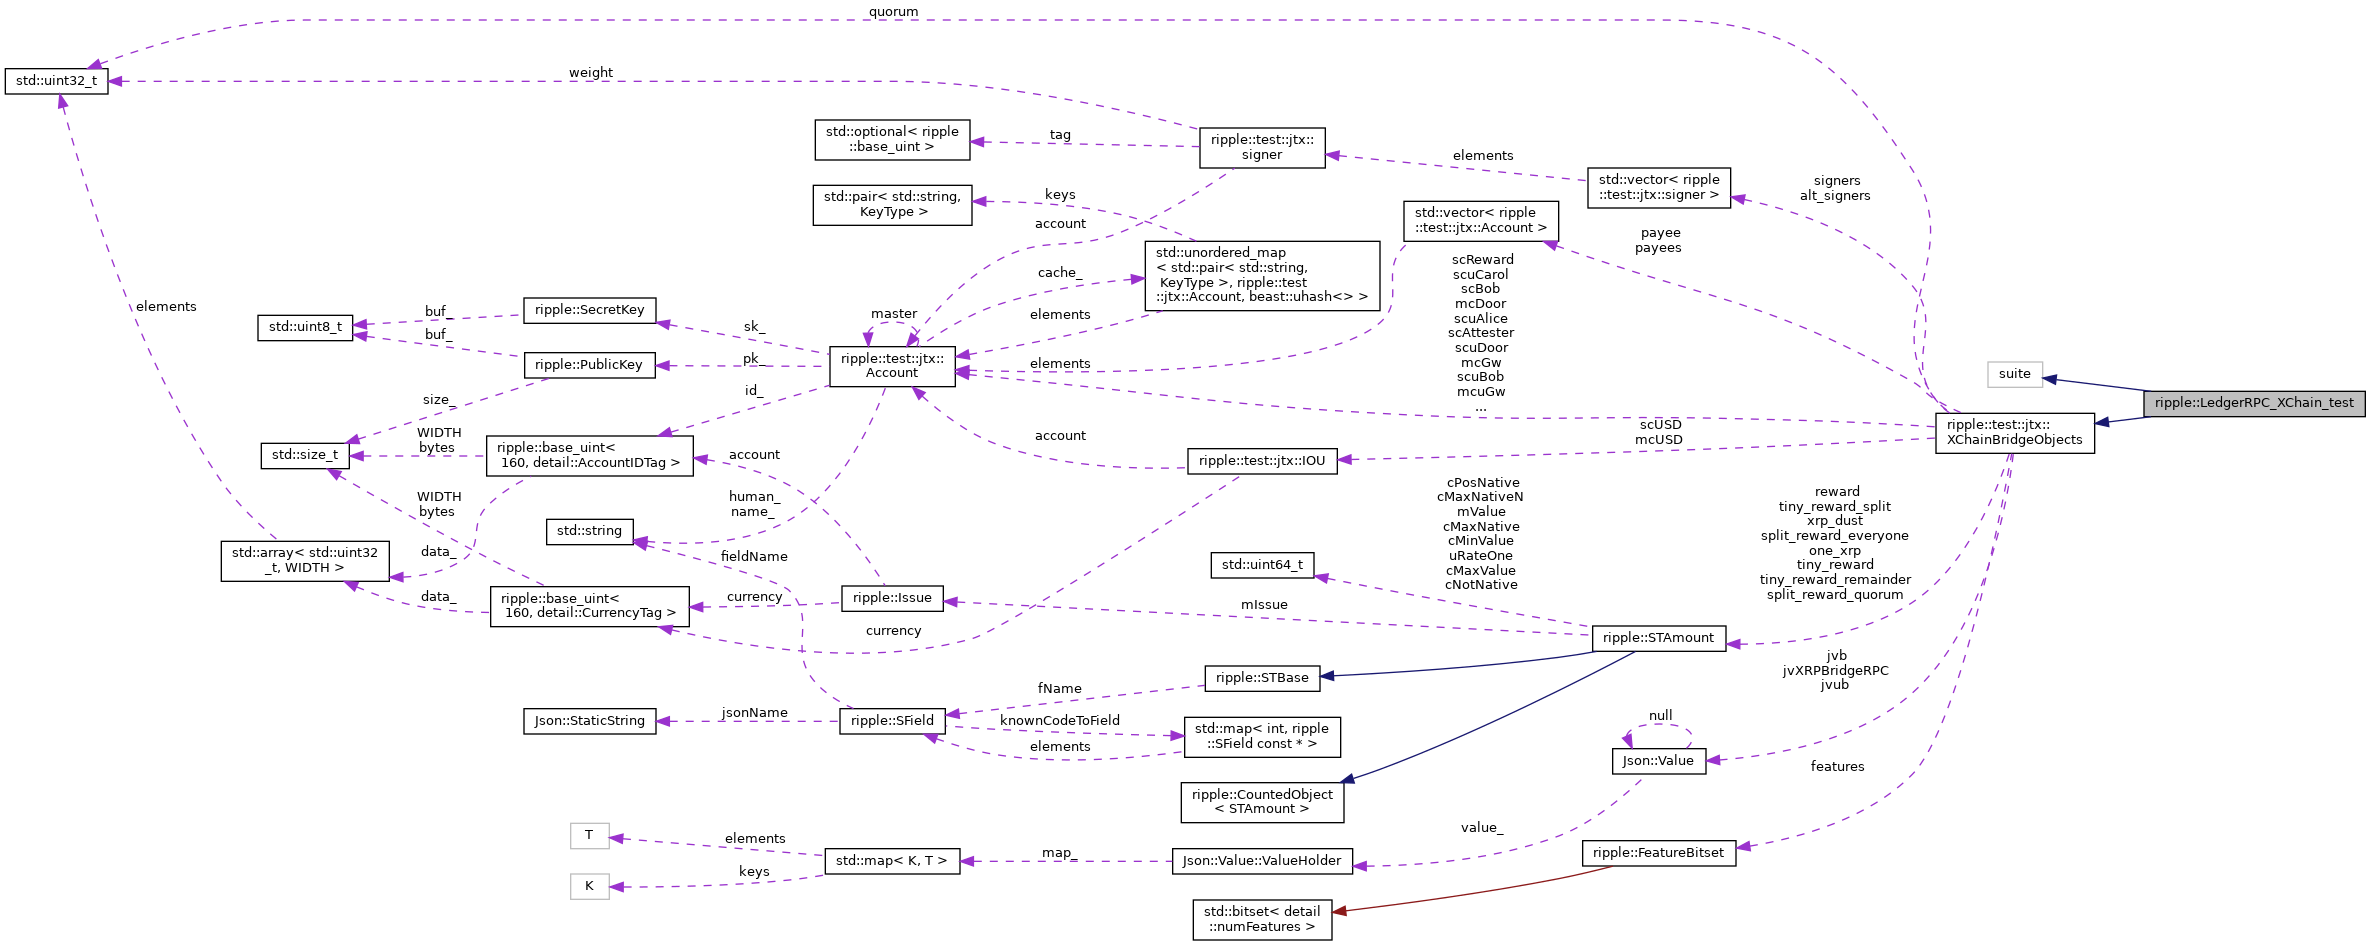 quorum
std::uint32_t
weight
std::optional< ripple
::base_uint >
tag
ripple::test::jtx::
signer
elements
std::vector< ripple
::test::jtx::signer >
signers
alt_signers
std::pair< std::string,
KeyType >
keys
account
std::vector< ripple
::test::jtx::Account >
payee
payees
std::unordered_map
< std::pair< std::string,
KeyType >, ripple::test
::jtx::Account, beast::uhash<> >
cache_
elements
scReward
scuCarol
scBob
mcDoor
scuAlice
scAttester
scuDoor
mcGw
scuBob
mcuGw
...
elements
std::uint8_t
buf_
buf_
ripple::SecretKey
ripple::PublicKey
sk_
pk_
id_
master
ripple::test::jtx::
Account
elements
suite
ripple::LedgerRPC_XChain_test
ripple::test::jtx::
XChainBridgeObjects
size_
std::size_t
WIDTH
bytes
ripple::base_uint<
160, detail::AccountIDTag >
account
account
ripple::test::jtx::IOU
scUSD
mcUSD
WIDTH
bytes
human_
name_
std::string
std::array< std::uint32
_t, WIDTH >
data_
data_
fieldName
ripple::base_uint<
160, detail::CurrencyTag >
currency
ripple::Issue
currency
cPosNative
cMaxNativeN
mValue
cMaxNative
cMinValue
uRateOne
cMaxValue
cNotNative
std::uint64_t
mIssue
reward
tiny_reward_split
xrp_dust
split_reward_everyone
one_xrp
tiny_reward
tiny_reward_remainder
split_reward_quorum
ripple::STAmount
ripple::STBase
fName
jvb
jvXRPBridgeRPC
jvub
Json::StaticString
jsonName
ripple::SField
knownCodeToField
elements
std::map< int, ripple
::SField const * >
null
Json::Value
features
ripple::CountedObject
< STAmount >
T
elements
K
keys
std::map< K, T >
map_
Json::Value::ValueHolder
value_
ripple::FeatureBitset
std::bitset< detail
::numFeatures >